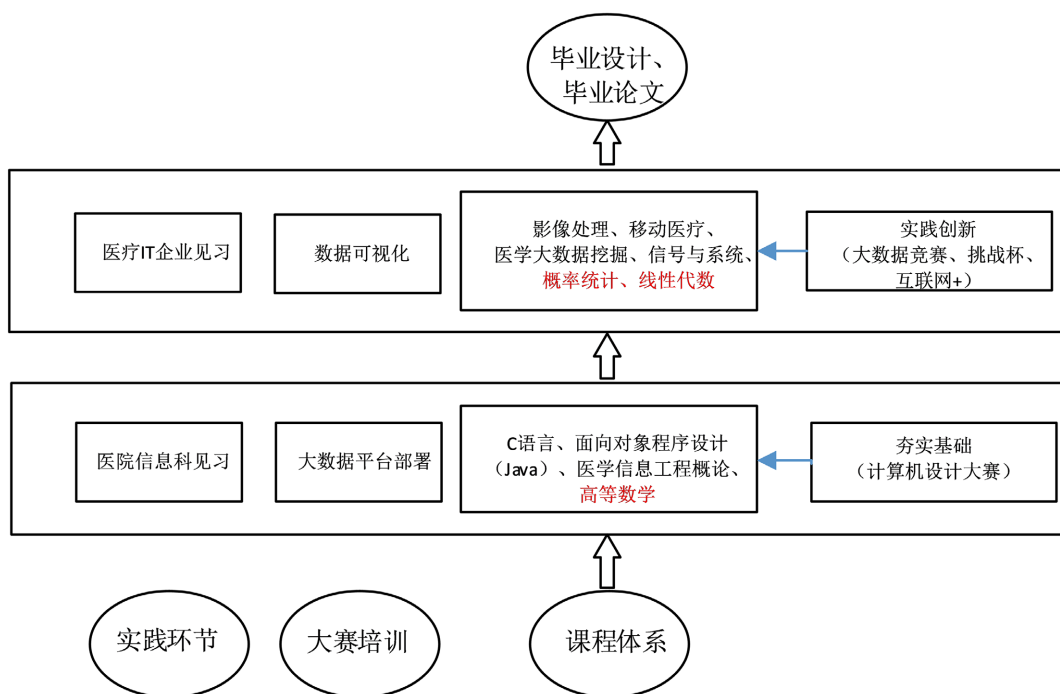 毕业设计、
毕业论文
医疗IT企业见习
数据可视化
影像处理、移动医疗、
医学大数据挖掘、信号与系统、
概率统计、线性代数
实践创新
（大数据竞赛、挑战杯、
互联网+）
医院信息科见习
大数据平台部署
C语言、面向对象程序设计
（Java）、医学信息工程概论、
高等数学
夯实基础
（计算机设计大赛）
实践环节
大赛培训
课程体系